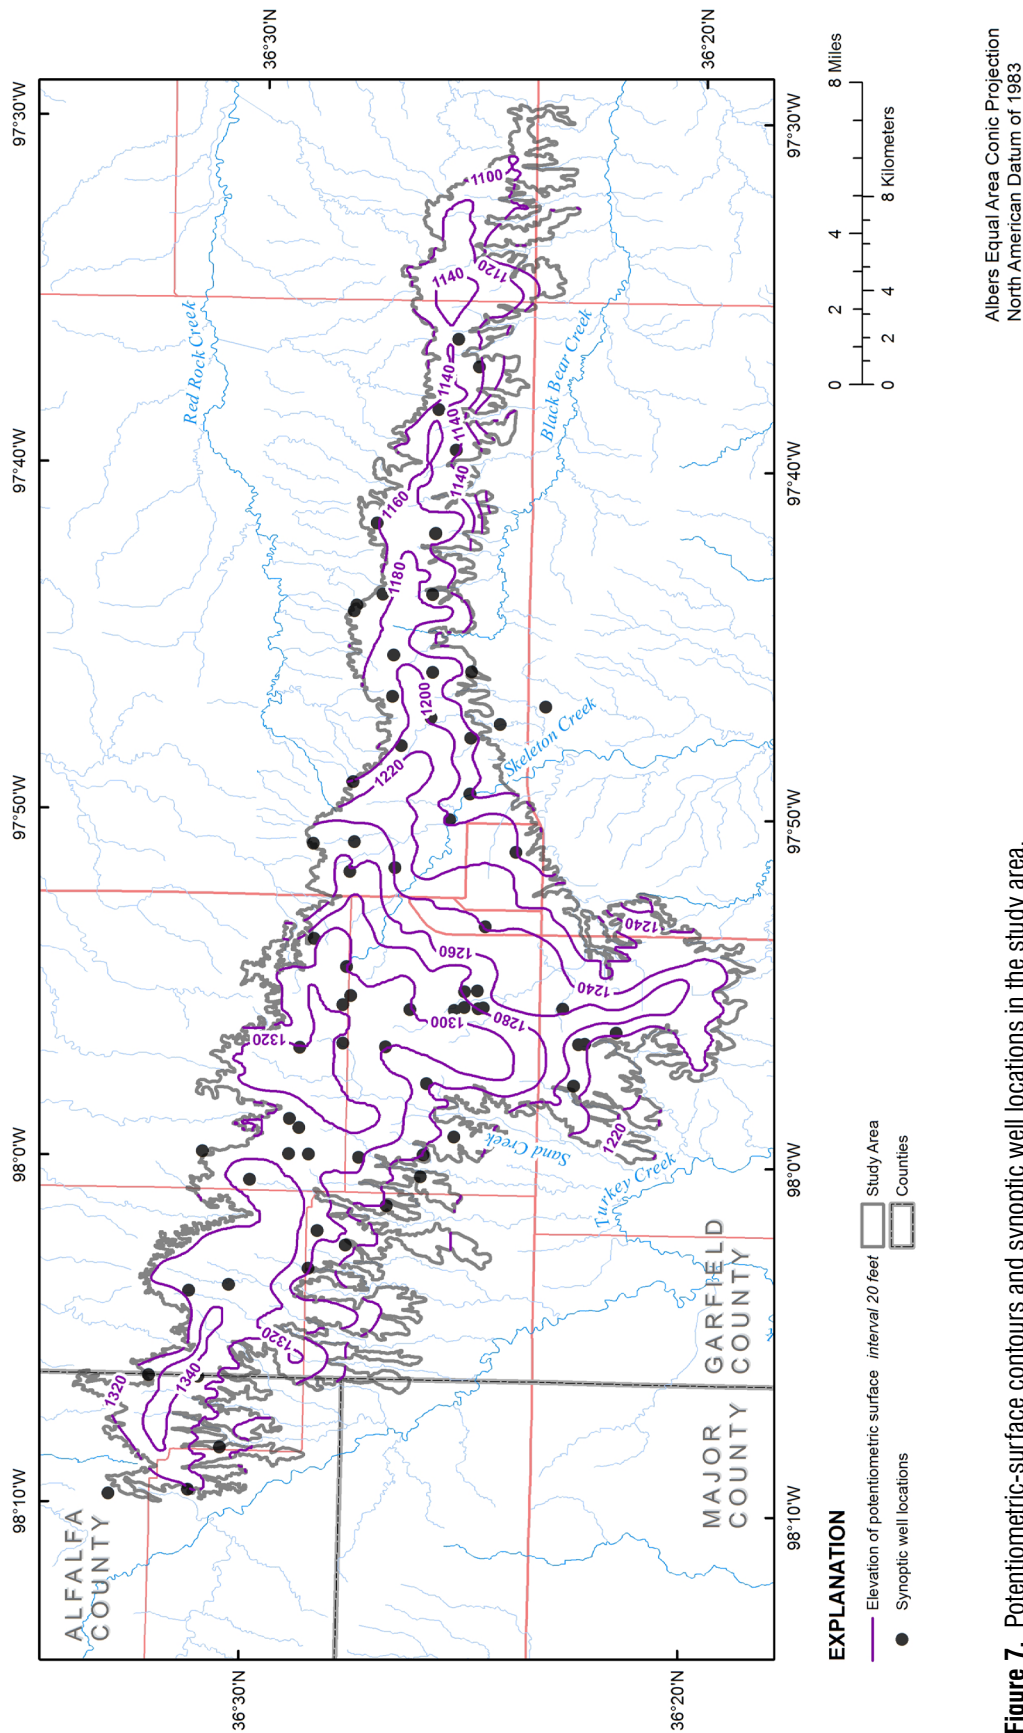 98°10'W
98°0'W
97°50'W
97°40'W
97°30'W
36°30'N
36°30'N
36°20'N
36°20'N
98°10'W
98°0'W
97°50'W
97°40'W
97°30'W
ALFALFA
COUNTY
MAJOR
COUNTY
GARFIELD
COUNTY
Red Rock Creek
Black Bear Creek
Skeleton Creek
Sand Creek
Turkey Creek
1320
1340
1320
1320
1300
1280
1260
1240
1240
1220
1220
1200
1180
1160
1140
1140
1140
1140
1140
1120
1100
EXPLANATION
Elevation of potentiometric surface interval 20 feet
Synoptic well locations
Study Area
Counties
0 2 4 8 Miles
0 2 4 8 Kilometers
Albers Equal Area Conic Projection
North American Datum of 1983
Figure 7. Potentiometric-surface contours and synoptic well locations in the study area.